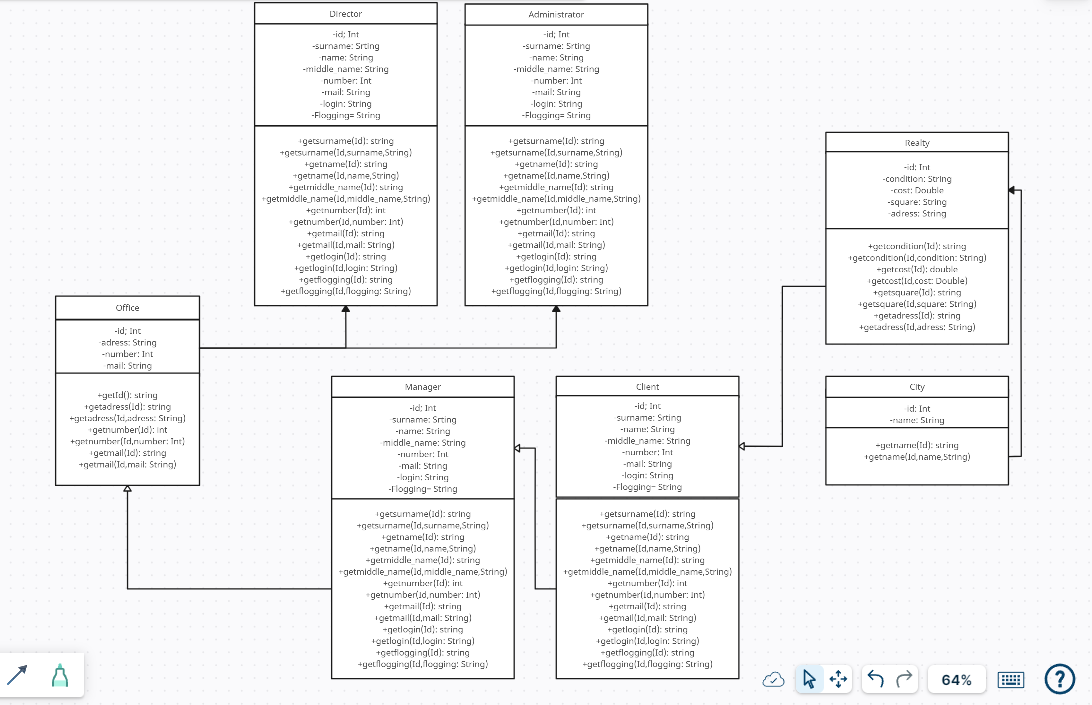 Director
-id; Int
-surname: Srting
-name: String
-middle_name: String
-number: Int
-mail: String
-login: String
-Flogging= String
+getsurname(Id): string
+getsurname(Id,surname,String)
+getname(Id): string
+getname(Id,name,String)
+getmiddle_name(Id): string
+getmiddle_name(Id,middle_name,String)
+getnumber(Id): int
+getnumber(Id,number: Int)
+getmail(Id): string
+getmail(Id,mail: String)
+getlogin(Id): string
+getlogin(Id,login: String)
+getflogging(Id): string
+getflogging(Id,flogging: String)
Administrator
-id; Int
-surname: Srting
-name: String
-middle_name: String
-number: Int
-mail: String
-login: String
-Flogging= String
+getsurname(Id): string
+getsurname(Id,surname,String)
+getname(Id): string
+getname(Id,name,String)
+getmiddle_name(Id): string
+getmiddle_name(Id,middle_name,String)
+getnumber(Id): int
+getnumber(Id,number: Int)
+getmail(Id): string
+getmail(Id,mail: String)
+getlogin(Id): string
+getlogin(Id,login: String)
+getflogging(Id): string
+getflogging(Id,flogging: String)
Realty
-id; Int
-condition: String
-cost: Double
-square: String
-adress: String
+getcondition(Id): string
+getcondition(Id,condition: String)
+getcost(Id): double
+getcost(Id,cost: Double)
+getsquare(Id): string
+getsquare(Id,square: String)
+getadress(Id): string
+getadress(Id,adress: String)
Office
-id; Int
-adress: String
-number: Int
mail: String
+getId(): string
+getadress(Id): string
+getadress(Id,adress: String)
+getnumber(Id): int
+getnumber(Id,number: Int)
+getmail(Id): string
+getmail(Id,mail: String)
Manager
-id; Int
-surname: Srting
-name: String
-middle_name: String
-number: Int
-mail: String
-login: String
-Flogging= String
+getsurname(Id): string
+getsurname(Id,surname,String)
+getname(Id): string
+getname(Id,name,String)
+getmiddle_name(Id): string
+getmiddle_name(Id,middle_name,String)
+getnumber(Id): int
+getnumber(Id,number: Int)
+getmail(Id): string
+getmail(Id,mail: String)
+getlogin(Id): string
+getlogin(Id,login: String)
+getflogging(Id): string
+getflogging(Id,flogging: String)
Client
-id; Int
-surname: Srting
-name: String
-middle_name: String
-number: Int
-mail: String
-login: String
-Flogging= String
+getsurname(Id): string
+getsurname(Id,surname,String)
+getname(Id): string
+getname(Id,name,String)
+getmiddle_name(Id): string
+getmiddle_name(Id,middle_name,String)
+getnumber(Id): int
+getnumber(Id,number: Int)
+getmail(Id): string
+getmail(Id,mail: String)
+getlogin(Id): string
+getlogin(Id,login: String)
+getflogging(Id): string
+getflogging(Id,flogging: String)
City
-id: Int
-name: String
+getname(Id): string
+getname(Id,name,String)
64%
?